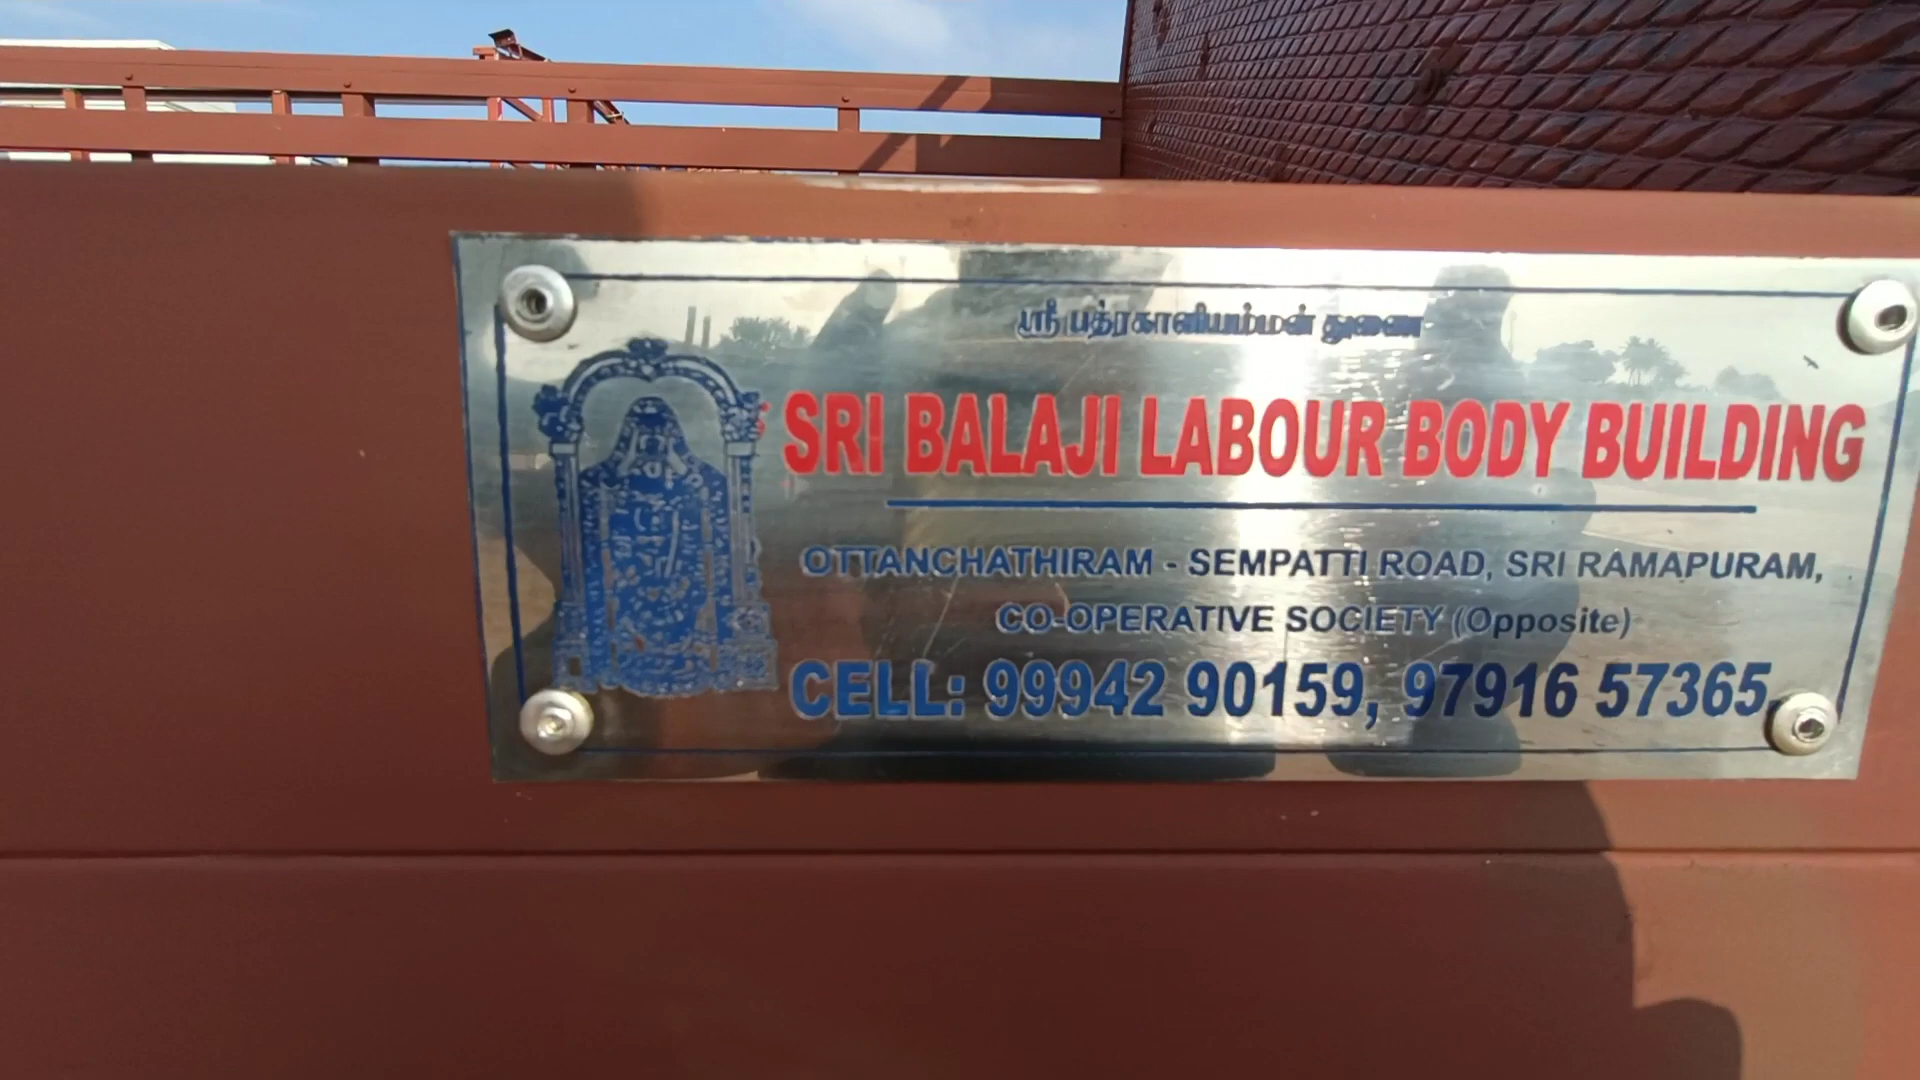 ஸ்ரீ பத்ரகாளியம்மன் துணை
SRI BALAJI LABOUR BODY BUILDING
OTTANCHATHIRAM - SEMPATTI ROAD, SRI RAMAPURAM,
CO-OPERATIVE SOCIETY (Opposite)
CELL: 99942 90159, 97916 57365.